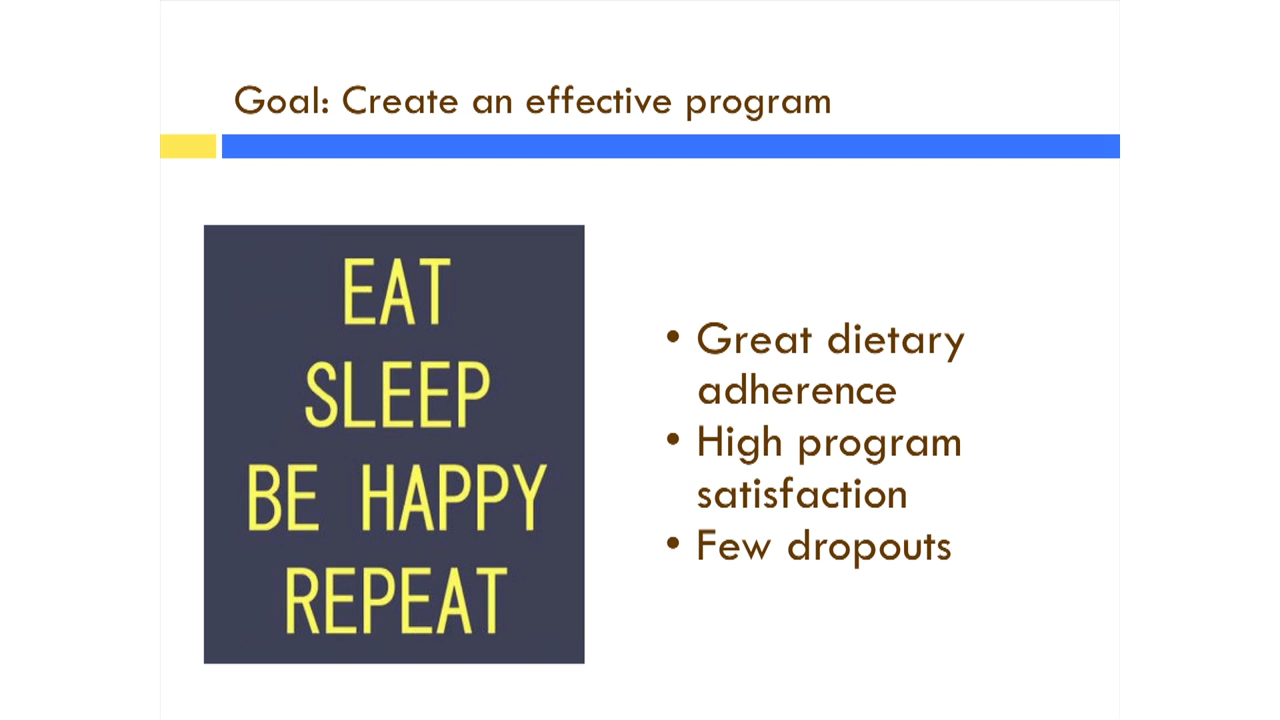 Goal: Create an effective program
EAT
SLEEP
BE HAPPY
REPEAT
• Great dietary
adherence
• High program
satisfaction
• Few dropouts